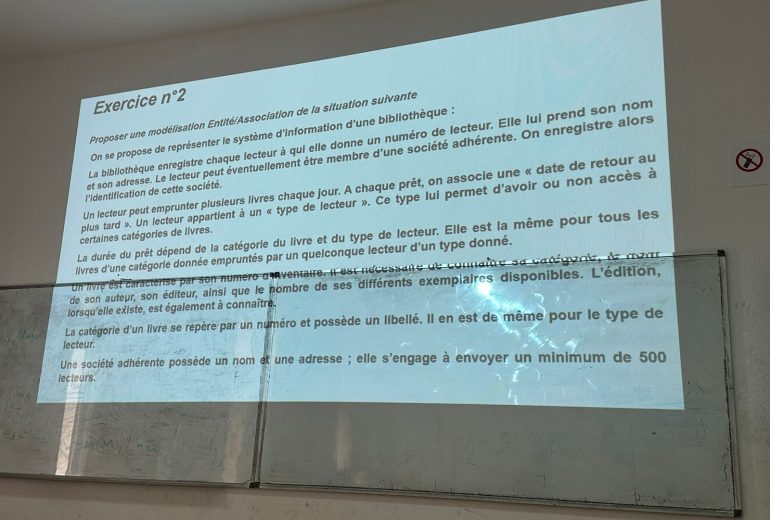 Exercice n°2
Proposer une modélisation Entité/Association de la situation suivante
On se propose de représenter le système d'information d'une bibliothèque :
La bibliothèque enregistre chaque lecteur à qui elle donne un numéro de lecteur. Elle lui prend son nom
et son adresse. Le lecteur peut éventuellement être membre d'une société adhérente. On enregistre alors
l'identification de cette société.
Un lecteur peut emprunter plusieurs livres chaque jour. A chaque prêt, on associe une « date de retour au
plus tard ». Un lecteur appartient à un « type de lecteur ». Ce type lui permet d'avoir ou non accès à
certaines catégories de livres.
La durée du prêt dépend de la catégorie du livre et du type de lecteur. Elle est la même pour tous les
livres d'une catégorie donnée empruntés par un quelconque lecteur d'un type donné.
Un livre est caractérisé par son numéro d'inventaire. Il est nécessaire de connaître sa catégorie, le nom
de son auteur, son éditeur, ainsi que le nombre de ses différents exemplaires disponibles. L'édition,
lorsqu'elle existe, est également à connaître.
La catégorie d'un livre se repère par un numéro et possède un libellé. Il en est de même pour le type de
lecteur.
Une société adhérente possède un nom et une adresse ; elle s'engage à envoyer un minimum de 500
lecteurs.